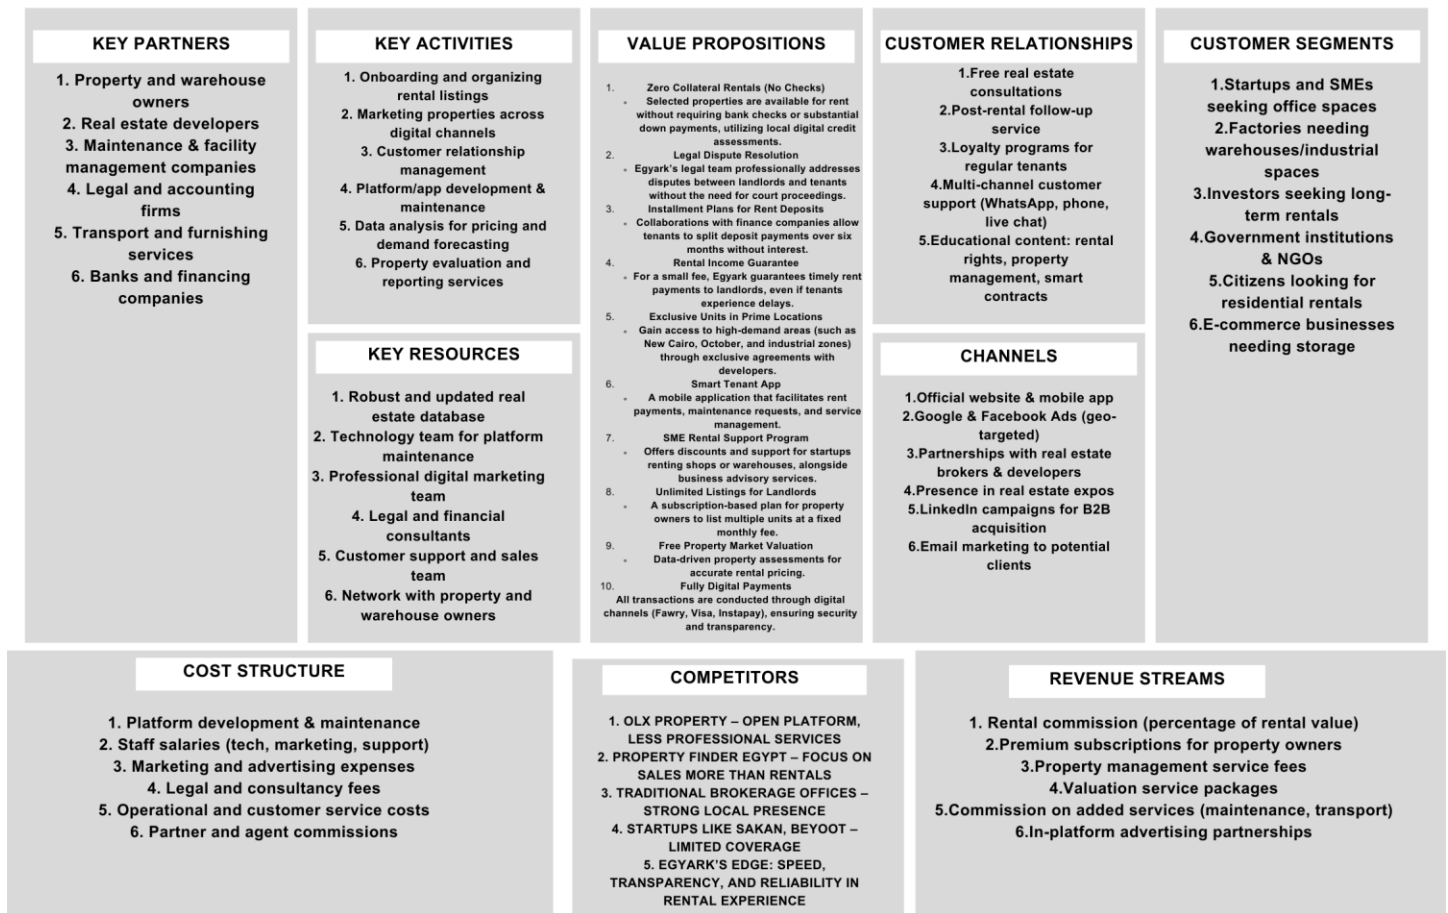 KEY PARTNERS
1. Property and warehouse
owners
2. Real estate developers
3. Maintenance & facility
management companies
4. Legal and accounting
firms
5. Transport and furnishing
services
6. Banks and financing
companies
KEY ACTIVITIES
1. Onboarding and organizing
rental listings
2. Marketing properties across
digital channels
3. Customer relationship
management
4. Platform/app development &
maintenance
5. Data analysis for pricing and
demand forecasting
6. Property evaluation and
reporting services
KEY RESOURCES
1. Robust and updated real
estate database
2. Technology team for platform
maintenance
3. Professional digital marketing
team
4. Legal and financial
consultants
5. Customer support and sales
team
6. Network with property and
warehouse owners
VALUE PROPOSITIONS
1. Zero Collateral Rentals (No Checks)
• Selected properties are available for rent
without requiring bank checks or substantial
down payments, utilizing local digital credit
assessments.
2. Legal Dispute Resolution
• Egyark's legal team professionally addresses
disputes between landlords and tenants
without the need for court proceedings.
3. Installment Plans for Rent Deposits
• Collaborations with finance companies allow
tenants to split deposit payments over six
months without interest.
4. Rental Income Guarantee
• For a small fee, Egyark guarantees timely rent
payments to landlords, even if tenants
experience delays.
5. Exclusive Units in Prime Locations
• Gain access to high-demand areas (such as
New Cairo, October, and industrial zones)
through exclusive agreements with
developers.
6. Smart Tenant App
• A mobile application that facilitates rent
payments, maintenance requests, and service
management.
7. SME Rental Support Program
• Offers discounts and support for startups
renting shops or warehouses, alongside
business advisory services.
8. Unlimited Listings for Landlords
• A subscription-based plan for property
owners to list multiple units at a fixed
monthly fee.
9. Free Property Market Valuation
• Data-driven property assessments for
accurate rental pricing.
10. Fully Digital Payments
All transactions are conducted through digital
channels (Fawry, Visa, Instapay), ensuring security
and transparency.
CUSTOMER RELATIONSHIPS
1.Free real estate
consultations
2.Post-rental follow-up
service
3.Loyalty programs for
regular tenants
4.Multi-channel customer
support (WhatsApp, phone,
live chat)
5.Educational content: rental
rights, property
management, smart
contracts
CHANNELS
1.Official website & mobile app
2.Google & Facebook Ads (geo-
targeted)
3.Partnerships with real estate
brokers & developers
4.Presence in real estate expos
5.LinkedIn campaigns for B2B
acquisition
6.Email marketing to potential
clients
CUSTOMER SEGMENTS
1.Startups and SMEs
seeking office spaces
2.Factories needing
warehouses/industrial
spaces
3.Investors seeking long-
term rentals
4.Government institutions
& NGOs
5.Citizens looking for
residential rentals
6.E-commerce businesses
needing storage
COST STRUCTURE
1. Platform development & maintenance
2. Staff salaries (tech, marketing, support)
3. Marketing and advertising expenses
4. Legal and consultancy fees
5. Operational and customer service costs
6. Partner and agent commissions
COMPETITORS
1. OLX PROPERTY – OPEN PLATFORM,
LESS PROFESSIONAL SERVICES
2. PROPERTY FINDER EGYPT – FOCUS ON
SALES MORE THAN RENTALS
3. TRADITIONAL BROKERAGE OFFICES –
STRONG LOCAL PRESENCE
4. STARTUPS LIKE SAKAN, BEYOOT –
LIMITED COVERAGE
5. EGYARK'S EDGE: SPEED,
TRANSPARENCY, AND RELIABILITY IN
RENTAL EXPERIENCE
REVENUE STREAMS
1. Rental commission (percentage of rental value)
2.Premium subscriptions for property owners
3.Property management service fees
4.Valuation service packages
5.Commission on added services (maintenance, transport)
6.In-platform advertising partnerships